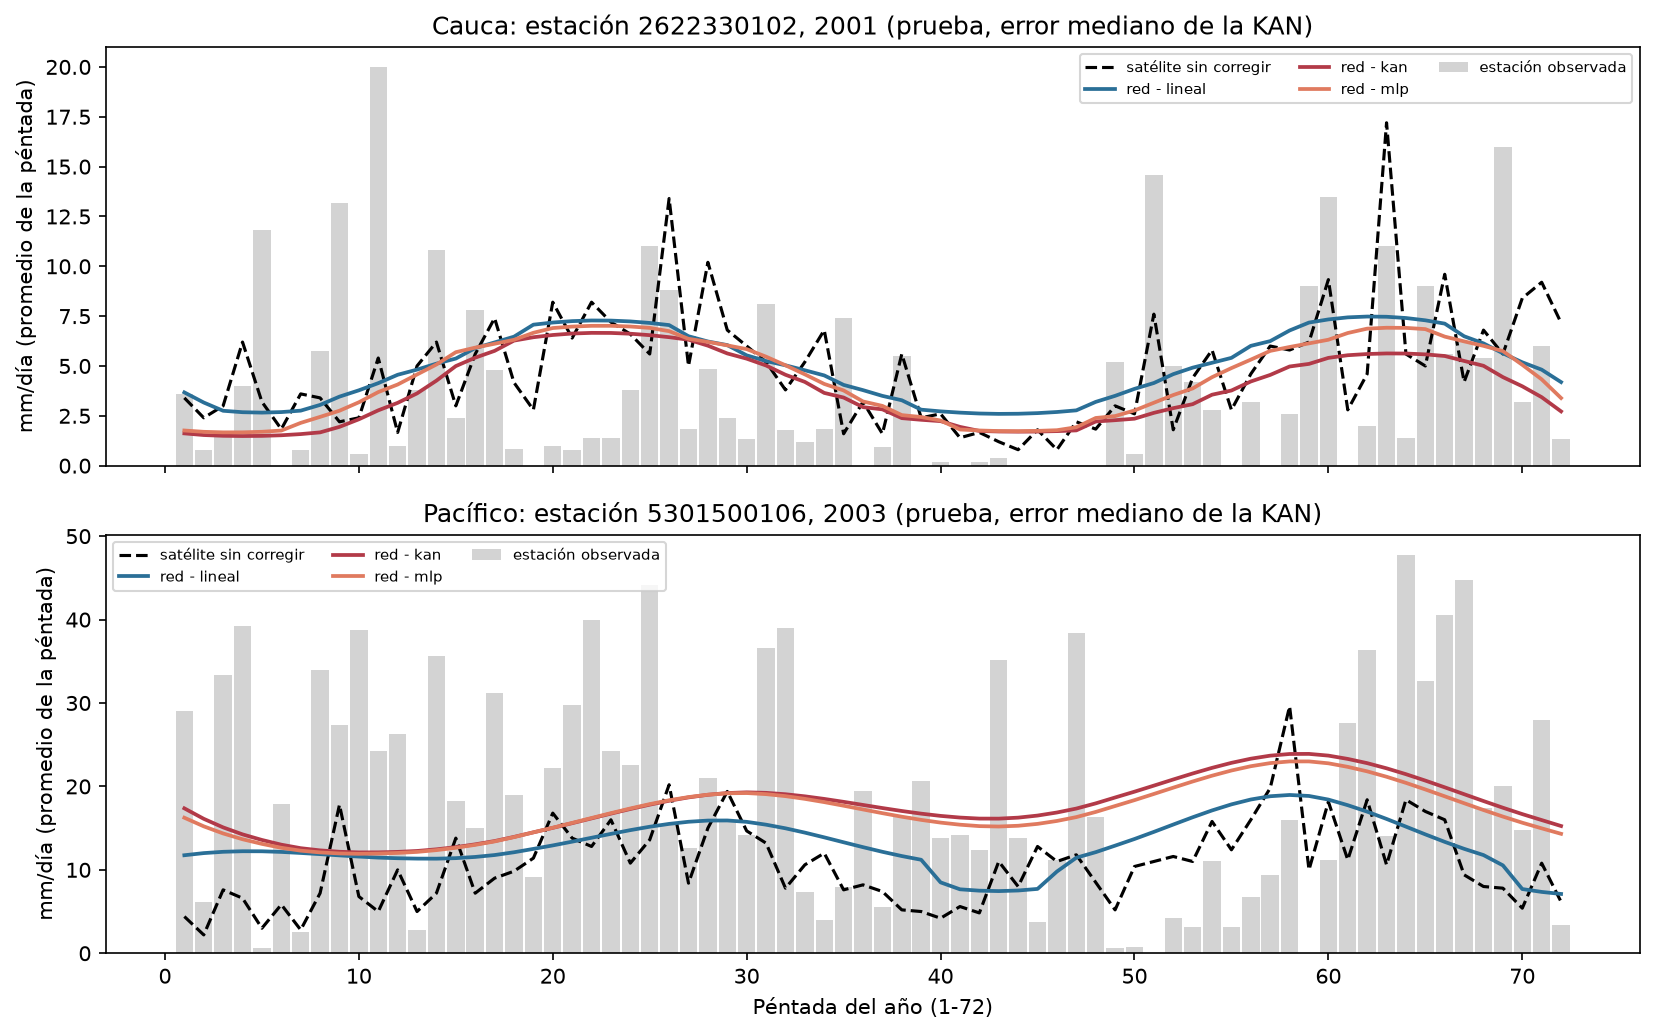 Cauca: estación 2622330102, 2001 (prueba, error mediano de la KAN)
satélite sin corregir
red - lineal
red - kan
red - mlp
estación observada
mm/día (promedio de la péntada)
20.0
17.5
15.0
12.5
10.0
7.5
5.0
2.5
0.0
Pacífico: estación 5301500106, 2003 (prueba, error mediano de la KAN)
satélite sin corregir
red - lineal
red - kan
red - mlp
estación observada
mm/día (promedio de la péntada)
50
40
30
20
10
0
0 10 20 30 40 50 60 70
Péntada del año (1-72)